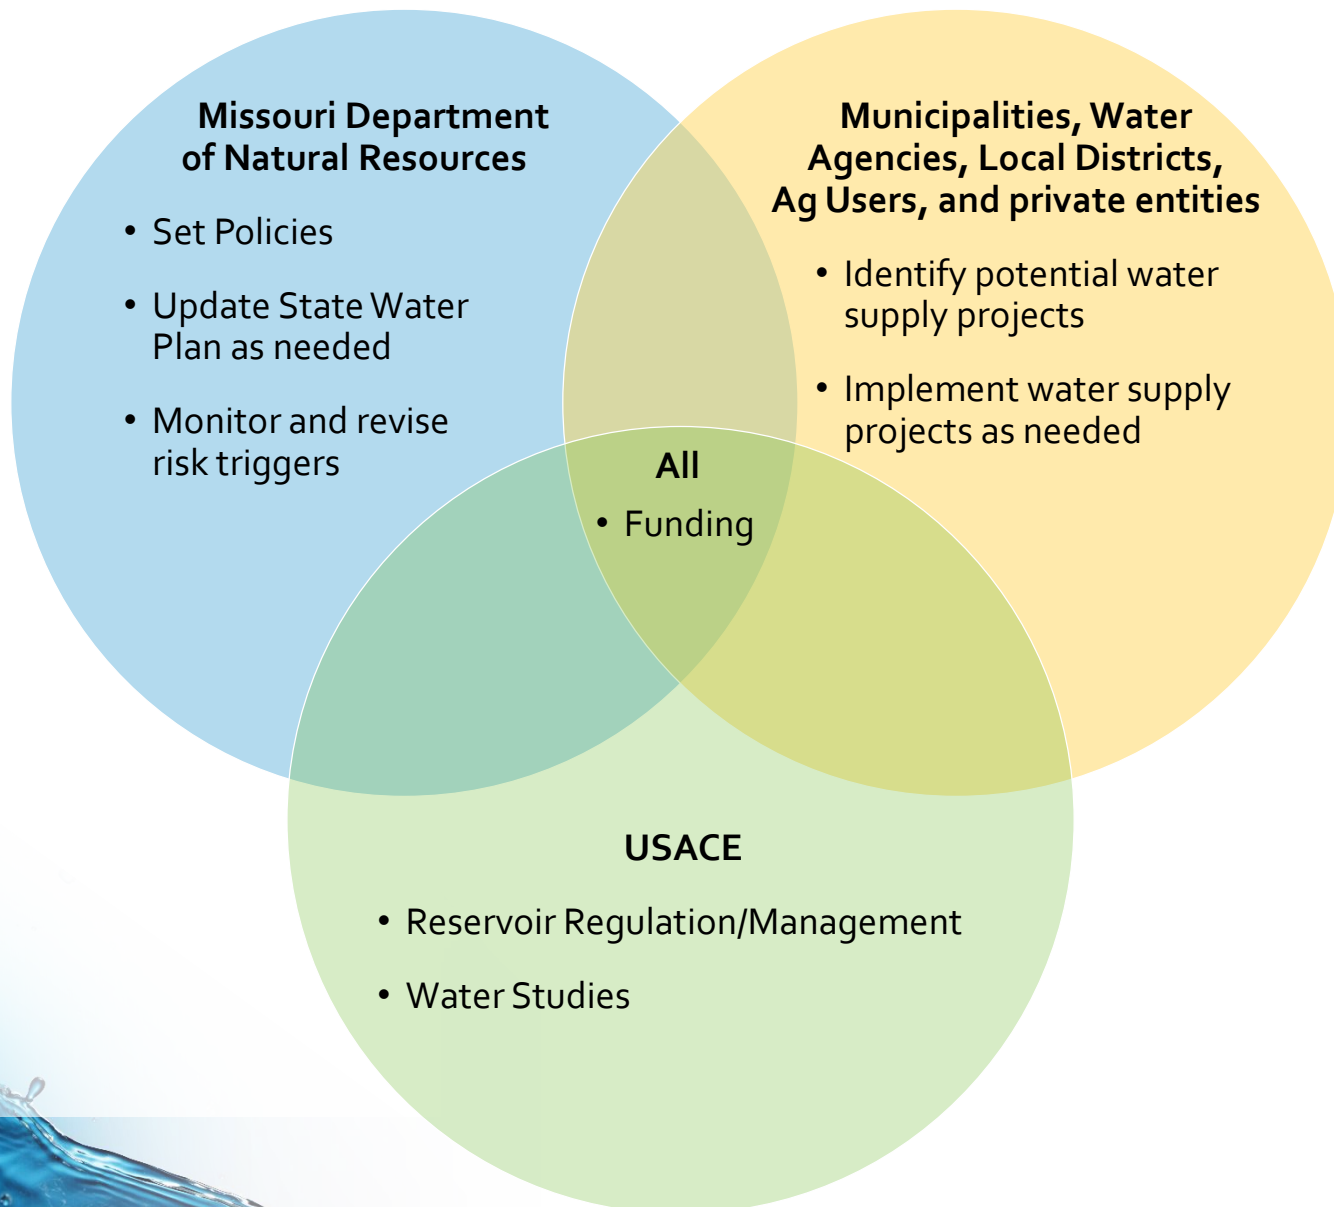 Missouri Department
of Natural Resources
• Set Policies
• Update State Water
Plan as needed
• Monitor and revise
risk triggers
Municipalities, Water
Agencies, Local Districts,
Ag Users, and private entities
• Identify potential water
supply projects
• Implement water supply
projects as needed
All
• Funding
USACE
• Reservoir Regulation/Management
• Water Studies